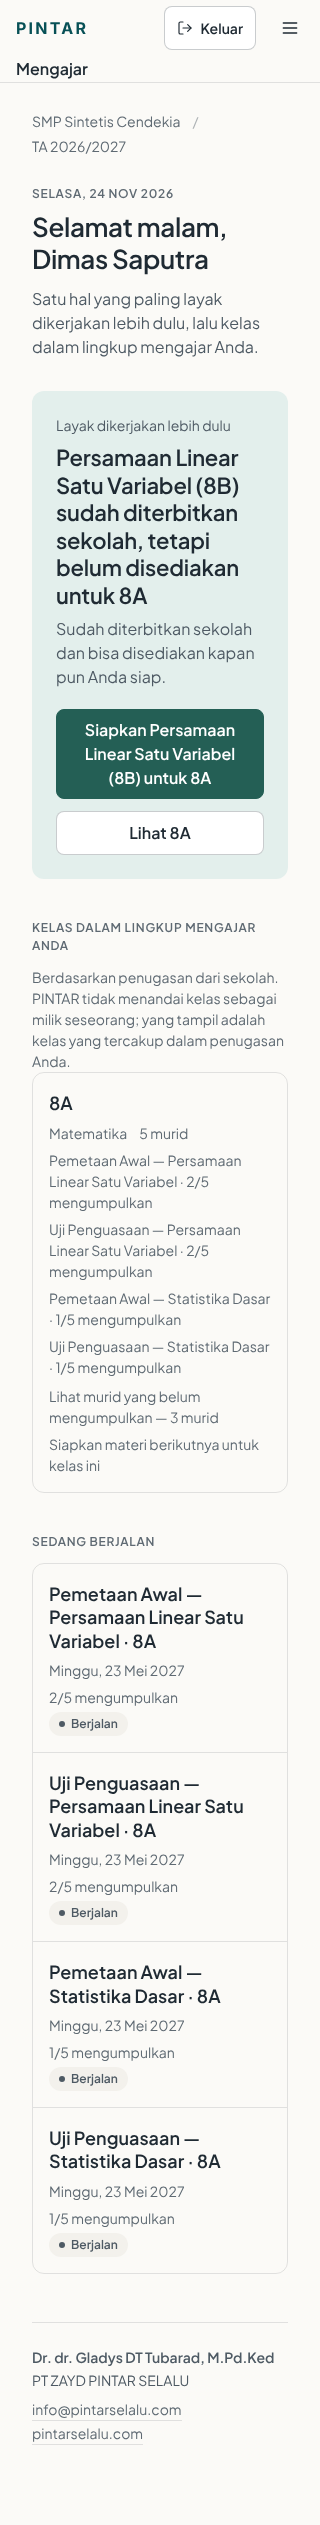 PINTAR
Keluar
Mengajar
SMP Sintetis Cendekia /
TA 2026/2027
SELASA, 24 NOV 2026
Selamat malam,
Dimas Saputra
Satu hal yang paling layak
dikerjakan lebih dulu, lalu kelas
dalam lingkup mengajar Anda.
Layak dikerjakan lebih dulu
Persamaan Linear
Satu Variabel (8B)
sudah diterbitkan
sekolah, tetapi
belum disediakan
untuk 8A
Sudah diterbitkan sekolah
dan bisa disediakan kapan
pun Anda siap.
Siapkan Persamaan
Linear Satu Variabel
(8B) untuk 8A
Lihat 8A
KELAS DALAM LINGKUP MENGAJAR
ANDA
Berdasarkan penugasan dari sekolah.
PINTAR tidak menandai kelas sebagai
milik seseorang; yang tampil adalah
kelas yang tercakup dalam penugasan
Anda.
8A
Matematika 5 murid
Pemetaan Awal — Persamaan
Linear Satu Variabel · 2/5
mengumpulkan
Uji Penguasaan — Persamaan
Linear Satu Variabel · 2/5
mengumpulkan
Pemetaan Awal — Statistika Dasar
· 1/5 mengumpulkan
Uji Penguasaan — Statistika Dasar
· 1/5 mengumpulkan
Lihat murid yang belum
mengumpulkan — 3 murid
Siapkan materi berikutnya untuk
kelas ini
SEDANG BERJALAN
Pemetaan Awal —
Persamaan Linear Satu
Variabel · 8A
Minggu, 23 Mei 2027
2/5 mengumpulkan
Berjalan
Uji Penguasaan —
Persamaan Linear Satu
Variabel · 8A
Minggu, 23 Mei 2027
2/5 mengumpulkan
Berjalan
Pemetaan Awal —
Statistika Dasar · 8A
Minggu, 23 Mei 2027
1/5 mengumpulkan
Berjalan
Uji Penguasaan —
Statistika Dasar · 8A
Minggu, 23 Mei 2027
1/5 mengumpulkan
Berjalan
Dr. dr. Gladys DT Tubarad, M.Pd.Ked
PT ZAYD PINTAR SELALU
info@pintarselalu.com
pintarselalu.com